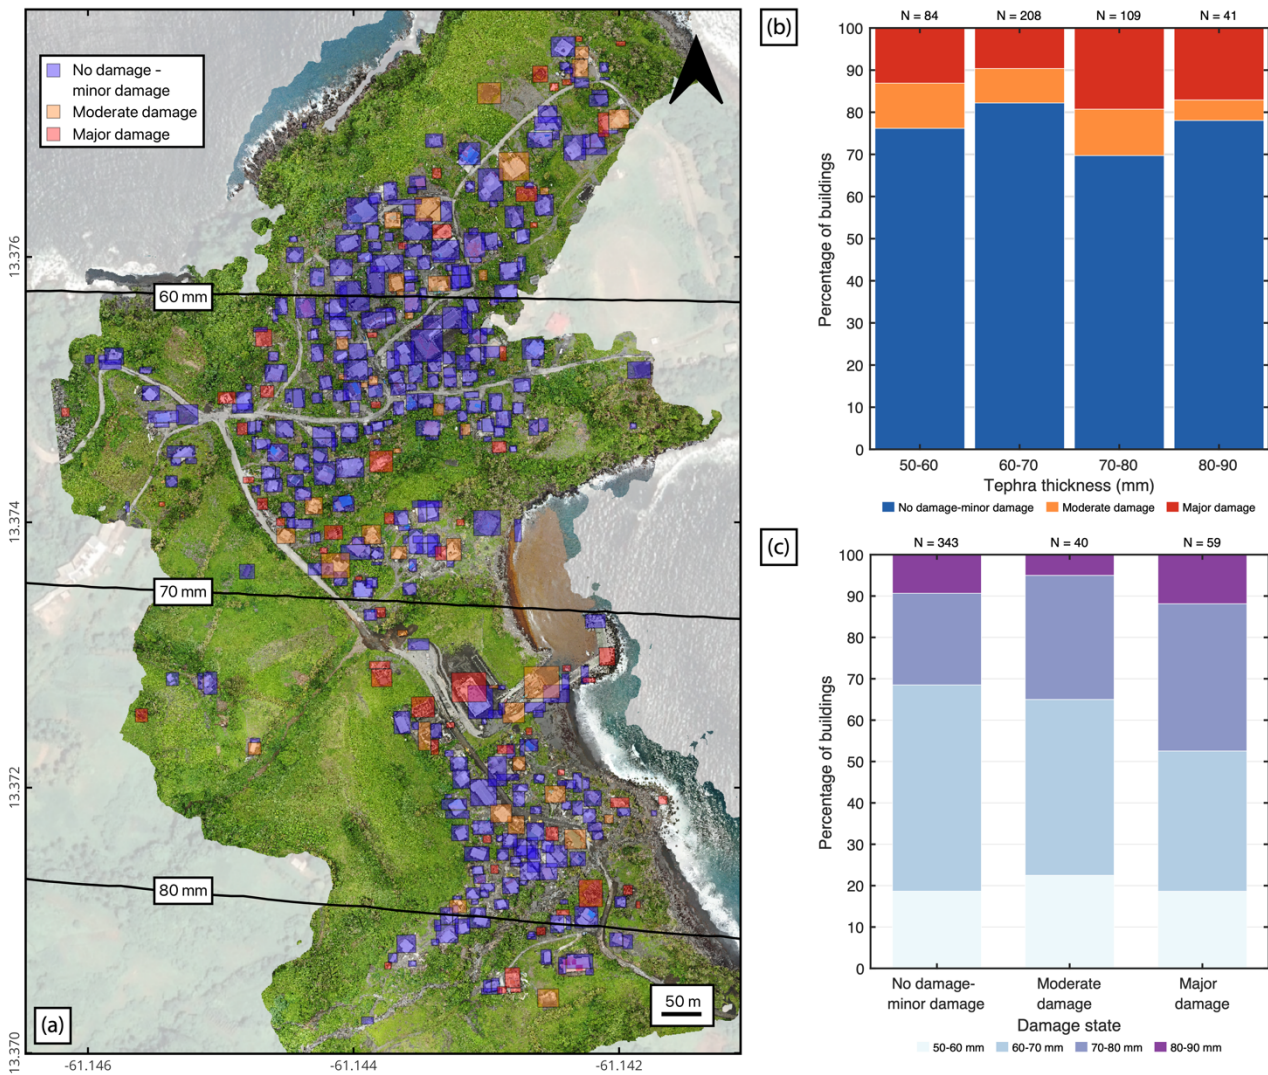 No damage -
minor damage
Moderate damage
Major damage
60 mm
70 mm
80 mm
50 m
(a)
13.376
13.374
13.372
13.370
-61.146
-61.144
-61.142
(b)
N = 84
N = 208
N = 109
N = 41
100
90
80
70
60
50
40
30
20
10
0
Percentage of buildings
50-60
60-70
70-80
80-90
Tephra thickness (mm)
No damage-minor damage
Moderate damage
Major damage
(c)
N = 343
N = 40
N = 59
100
90
80
70
60
50
40
30
20
10
0
Percentage of buildings
No damage-
minor damage
Moderate
damage
Major
damage
Damage state
50-60 mm
60-70 mm
70-80 mm
80-90 mm